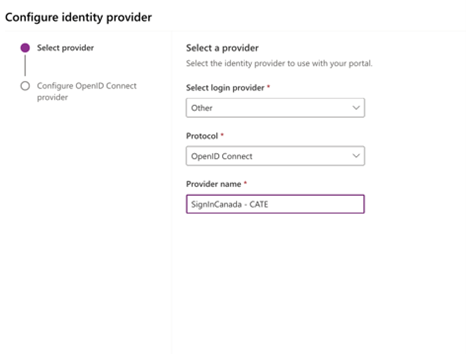 Configure identity provider
Select provider
Configure OpenID Connect
provider
Select a provider
Select the identity provider to use with your portal.
Select login provider *
Other
Protocol *
OpenID Connect
Provider name *
SignInCanada - CATE